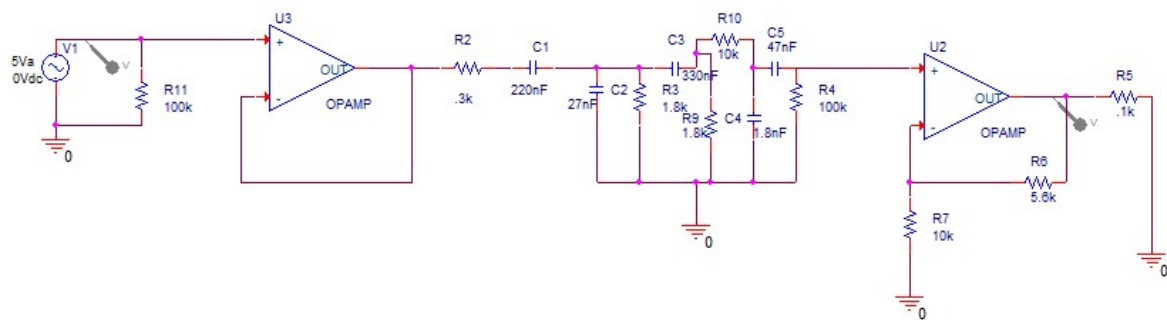 5Va
0Vdc
V1
V
R11
100k
0
U3
+
-
OUT
OPAMP
R2
.3k
C1
220nF
27nF
C2
R3
1.8k
C3
330nF
R9
1.8k
R10
10k
C4
1.8nF
C5
47nF
R4
100k
0
U2
+
-
OUT
OPAMP
V
R5
.1k
R6
5.6k
R7
10k
0
0